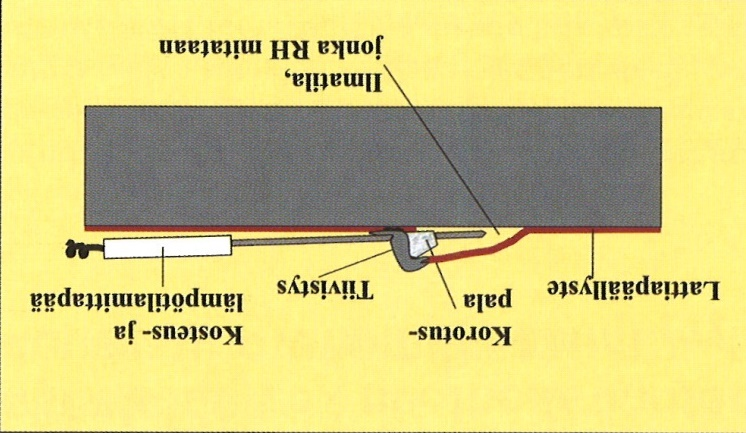 Kosteus- ja
lämpötilamittapää
Tiivistys
Korotus-
pala
Lattiapäällyste
Ilmatila,
jonka RH mitataan